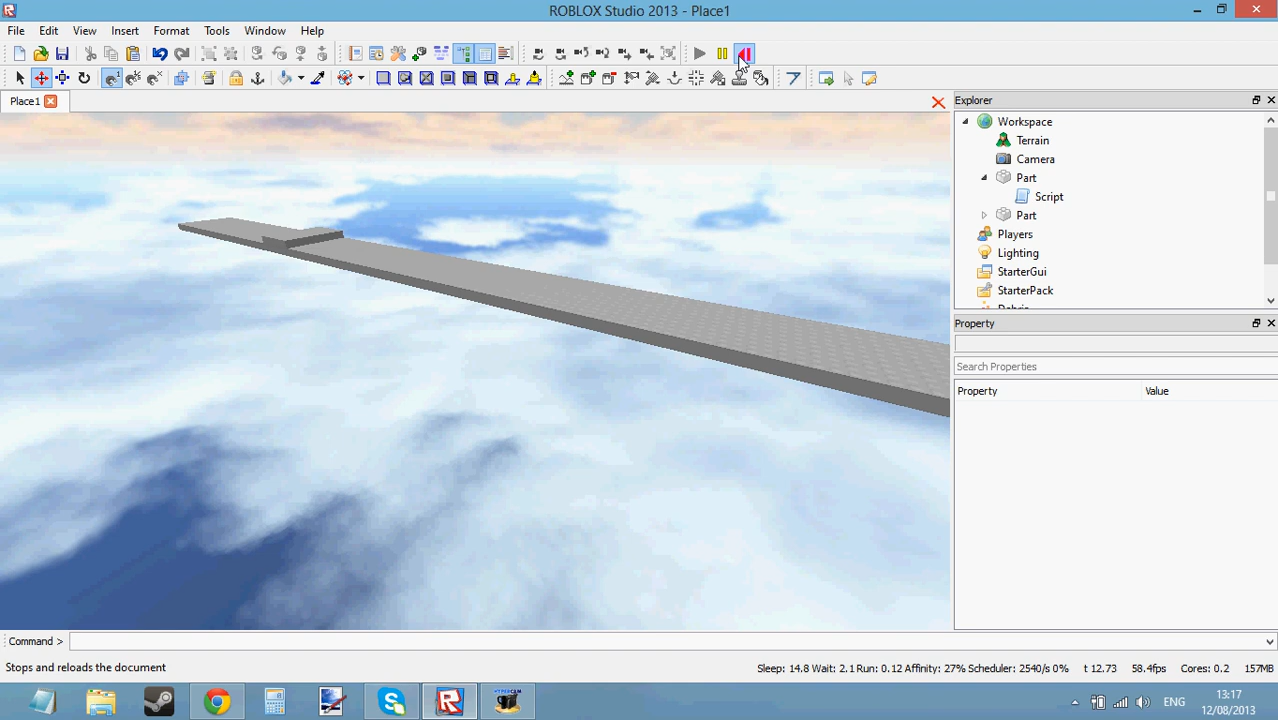 ROBLOX Studio 2013 - Place1
File Edit View Insert Format Tools Window Help
Place1
Explorer
Workspace
Terrain
Camera
Part
Script
Part
Players
Lighting
StarterGui
StarterPack
Debris
Property
Search Properties
Property Value
Command >
Stops and reloads the document
Sleep: 14.8 Wait: 2.1 Run: 0.12 Affinity: 27% Scheduler: 2540/s 0% t 12.73 58.4fps Cores: 0.2 157MB
ENG
13:17
12/08/2013